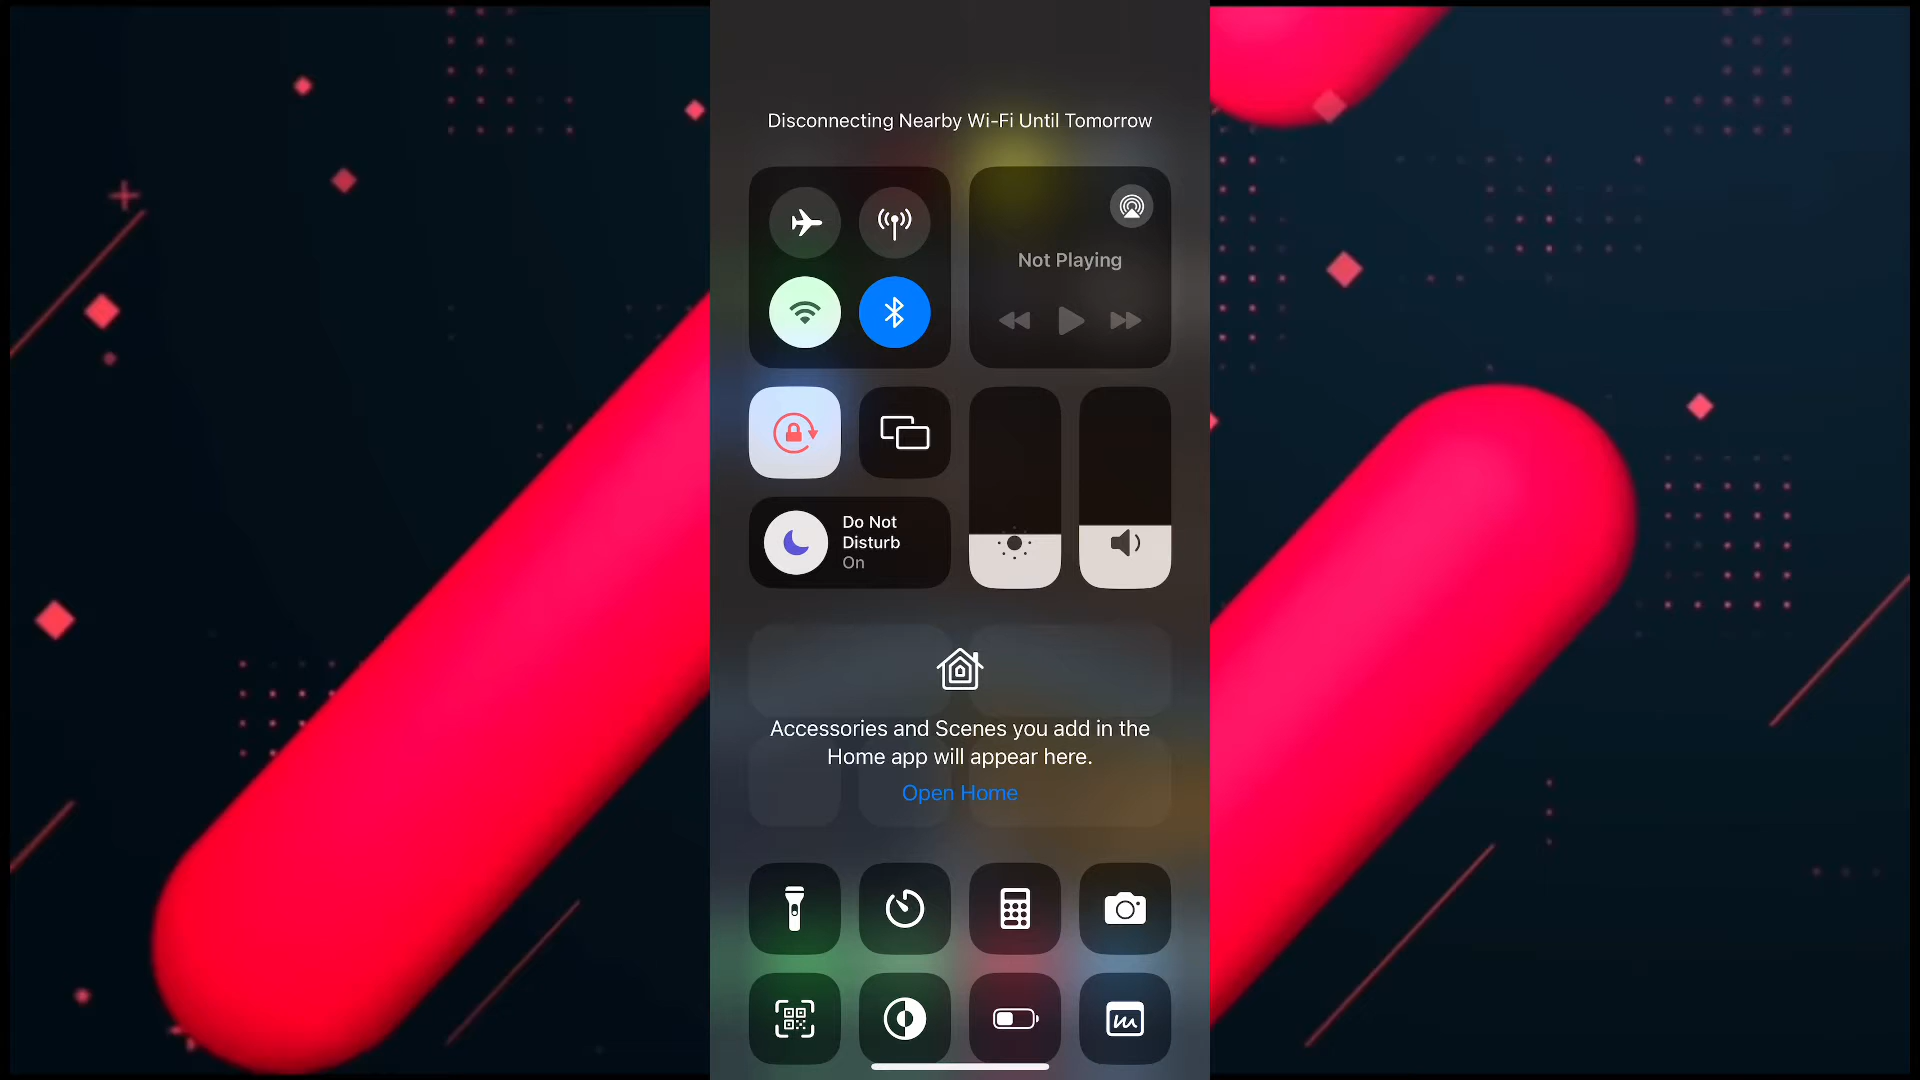 Disconnecting Nearby Wi-Fi Until Tomorrow
Not Playing
Do Not
Disturb
On
Accessories and Scenes you add in the
Home app will appear here.
Open Home